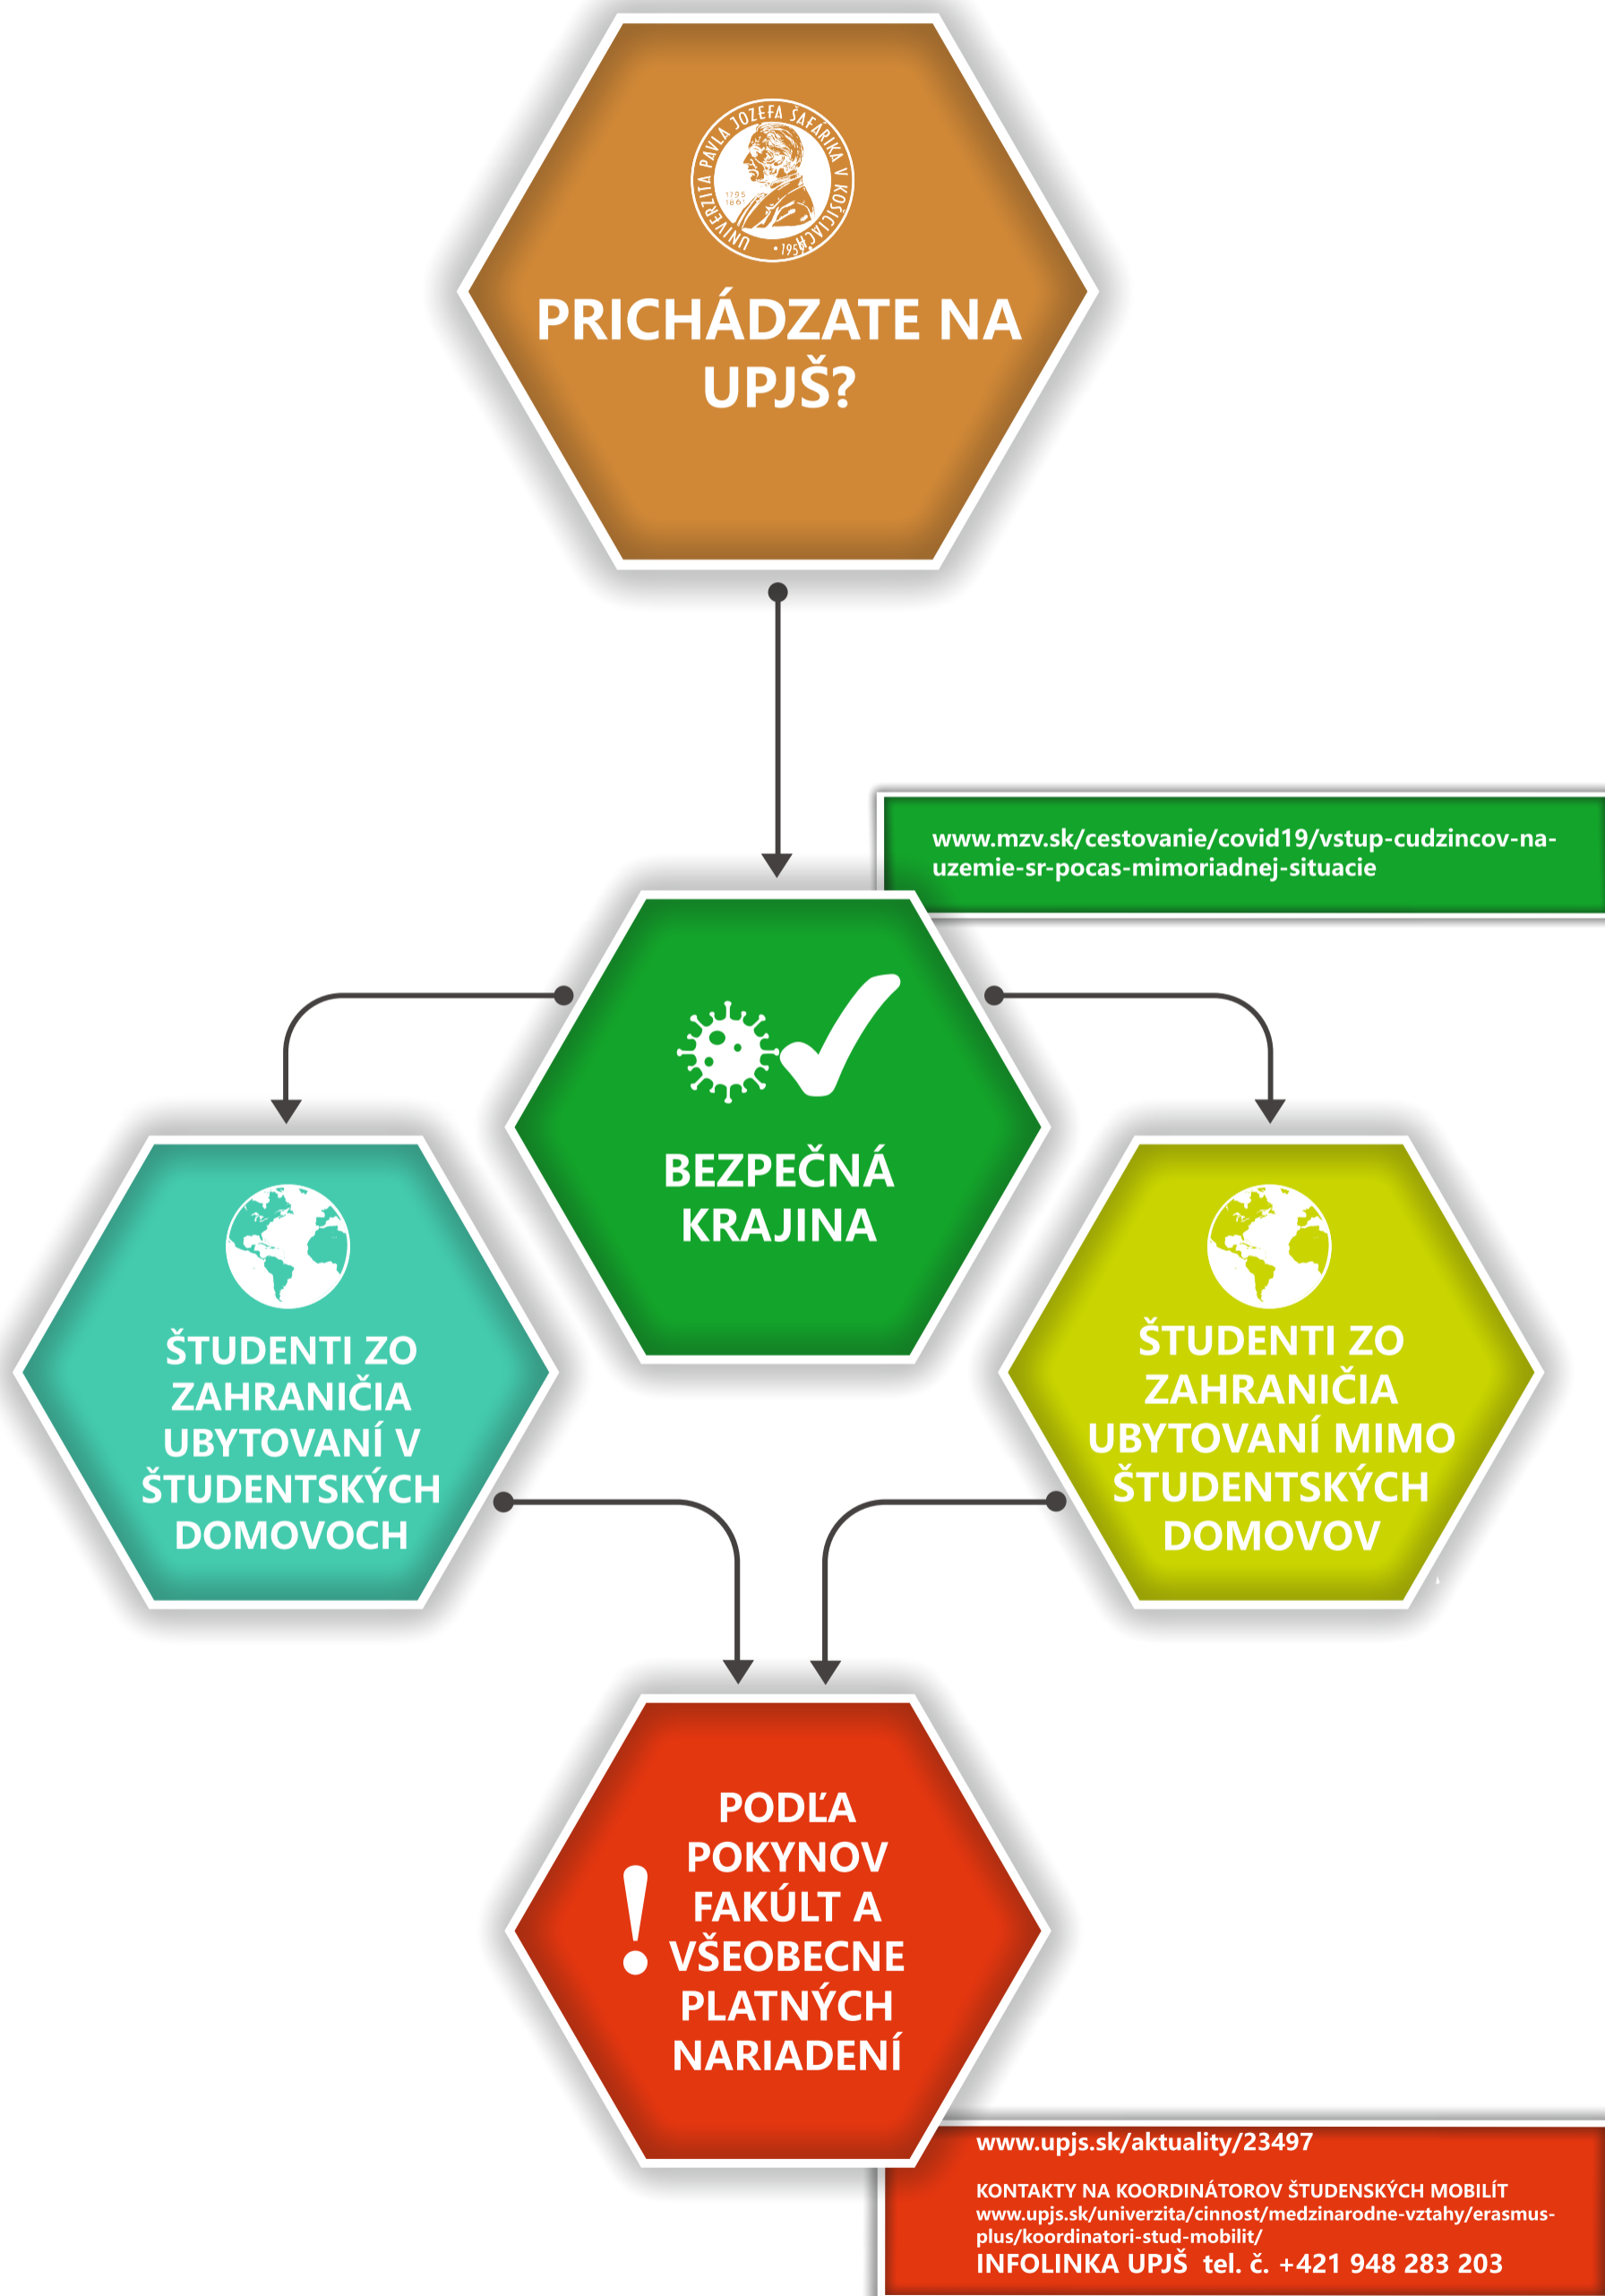 UNIVERZITA PAVLA JOZEFA ŠAFÁRIKA V KOŠICIACH
1795
1861
• 1959 •
PRICHÁDZATE NA
UPJŠ?
www.mzv.sk/cestovanie/covid19/vstup-cudzincov-na-
uzemie-sr-pocas-mimoriadnej-situacie
BEZPEČNÁ
KRAJINA
ŠTUDENTI ZO
ZAHRANIČIA
UBYTOVANÍ V
ŠTUDENTSKÝCH
DOMOVOCH
ŠTUDENTI ZO
ZAHRANIČIA
UBYTOVANÍ MIMO
ŠTUDENTSKÝCH
DOMOVOV
!
PODĽA
POKYNOV
FAKÚLT A
VŠEOBECNE
PLATNÝCH
NARIADENÍ
www.upjs.sk/aktuality/23497
KONTAKTY NA KOORDINÁTOROV ŠTUDENSKÝCH MOBILÍT
www.upjs.sk/univerzita/cinnost/medzinarodne-vztahy/erasmus-
plus/koordinatori-stud-mobilit/
INFOLINKA UPJŠ tel. č. +421 948 283 203